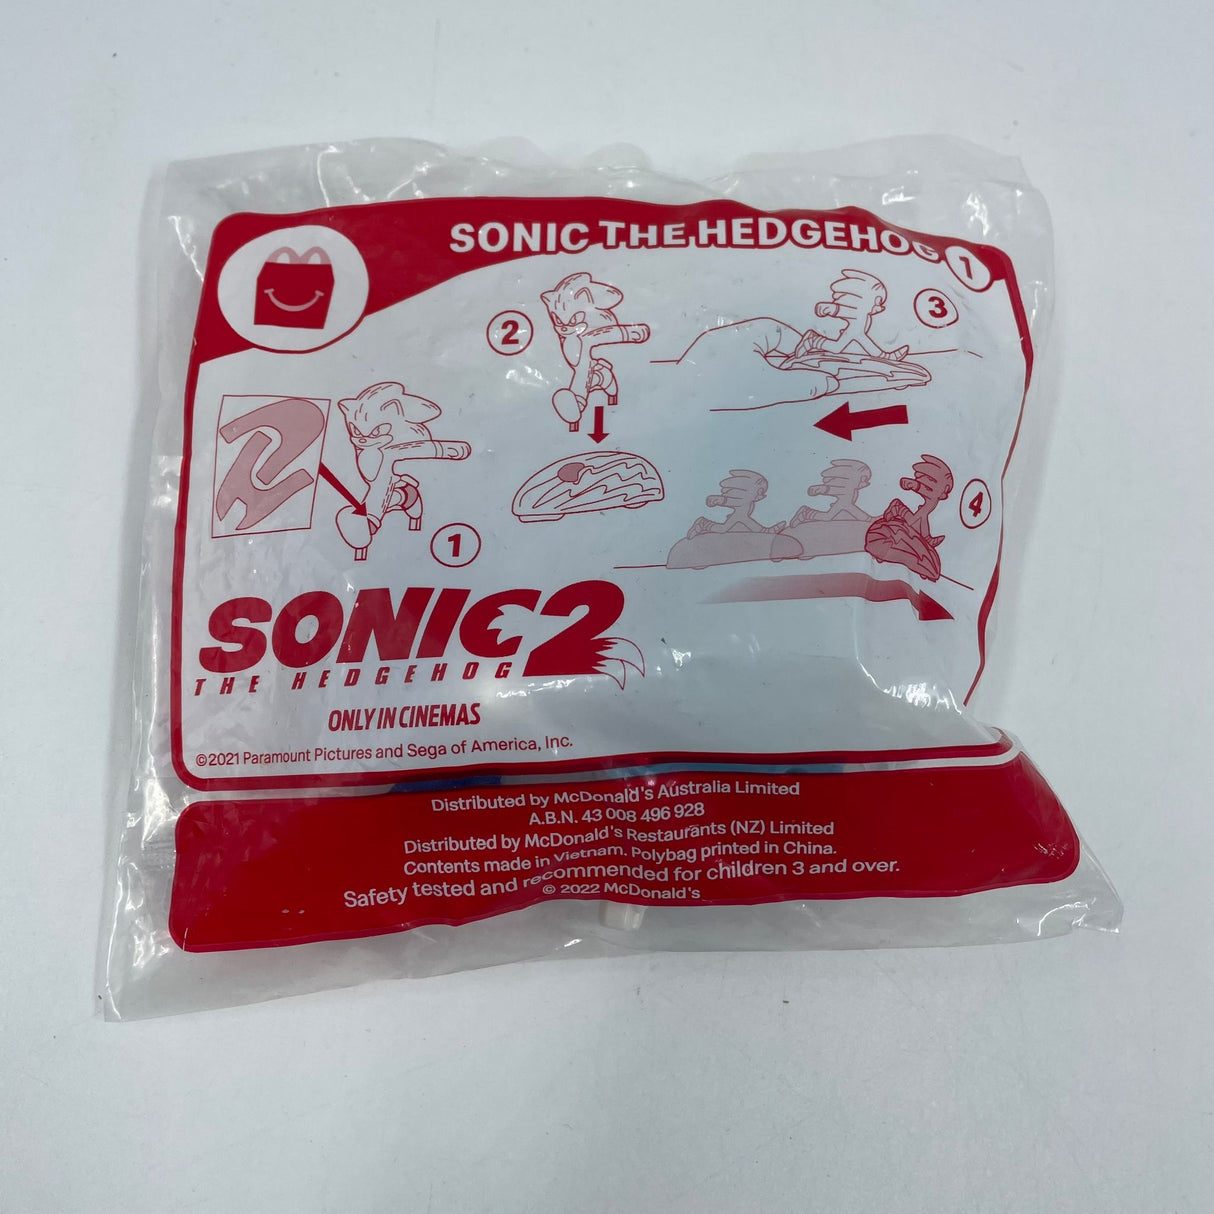 SONIC THE HEDGEHOG 1
2
3
4
1
SONIC 2
THE HEDGEHOG
ONLY IN CINEMAS
©2021 Paramount Pictures and Sega of America, Inc.
Distributed by McDonald's Australia Limited
A.B.N. 43 008 496 928
Distributed by McDonald's Restaurants (NZ) Limited
Contents made in Vietnam. Polybag printed in China.
Safety tested and recommended for children 3 and over.
© 2022 McDonald's